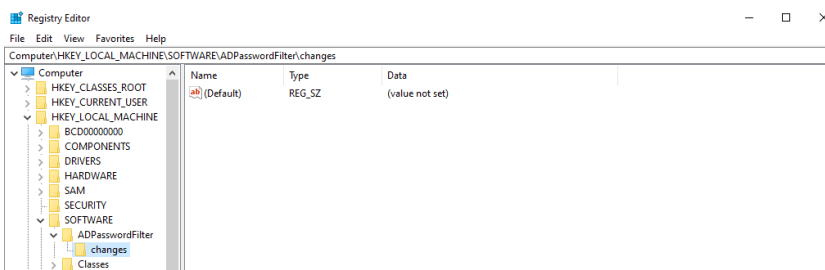 Registry Editor
File Edit View Favorites Help
Computer\HKEY_LOCAL_MACHINE\SOFTWARE\ADPasswordFilter\changes
Computer
HKEY_CLASSES_ROOT
HKEY_CURRENT_USER
HKEY_LOCAL_MACHINE
BCD00000000
COMPONENTS
DRIVERS
HARDWARE
SAM
SECURITY
SOFTWARE
ADPasswordFilter
changes
Classes
Name Type Data
ab (Default) REG_SZ (value not set)